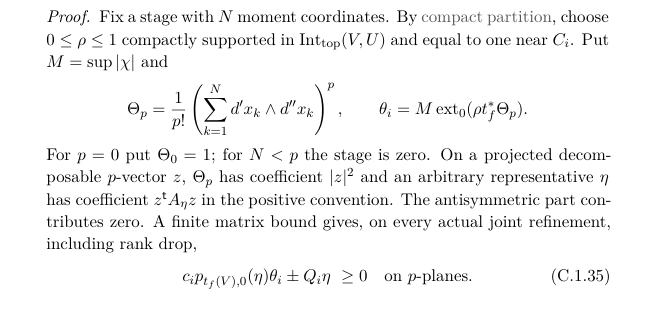 Proof. Fix a stage with N moment coordinates. By compact partition, choose
0 ≤ ρ ≤ 1 compactly supported in Int_top(V, U) and equal to one near C_i. Put
M = sup |χ| and
Θ_p = 1/p! (∑_{k=1}^{N} d′x_k ∧ d″x_k)^p,  θ_i = M ext_0(ρt_f^*Θ_p).
For p = 0 put Θ_0 = 1; for N < p the stage is zero. On a projected decom-
posable p-vector z, Θ_p has coefficient |z|^2 and an arbitrary representative η
has coefficient z^t A_η z in the positive convention. The antisymmetric part con-
tributes zero. A finite matrix bound gives, on every actual joint refinement,
including rank drop,
c_i p_{t_f(V),0}(η)θ_i ± Q_i η ≥ 0 on p-planes. (C.1.35)